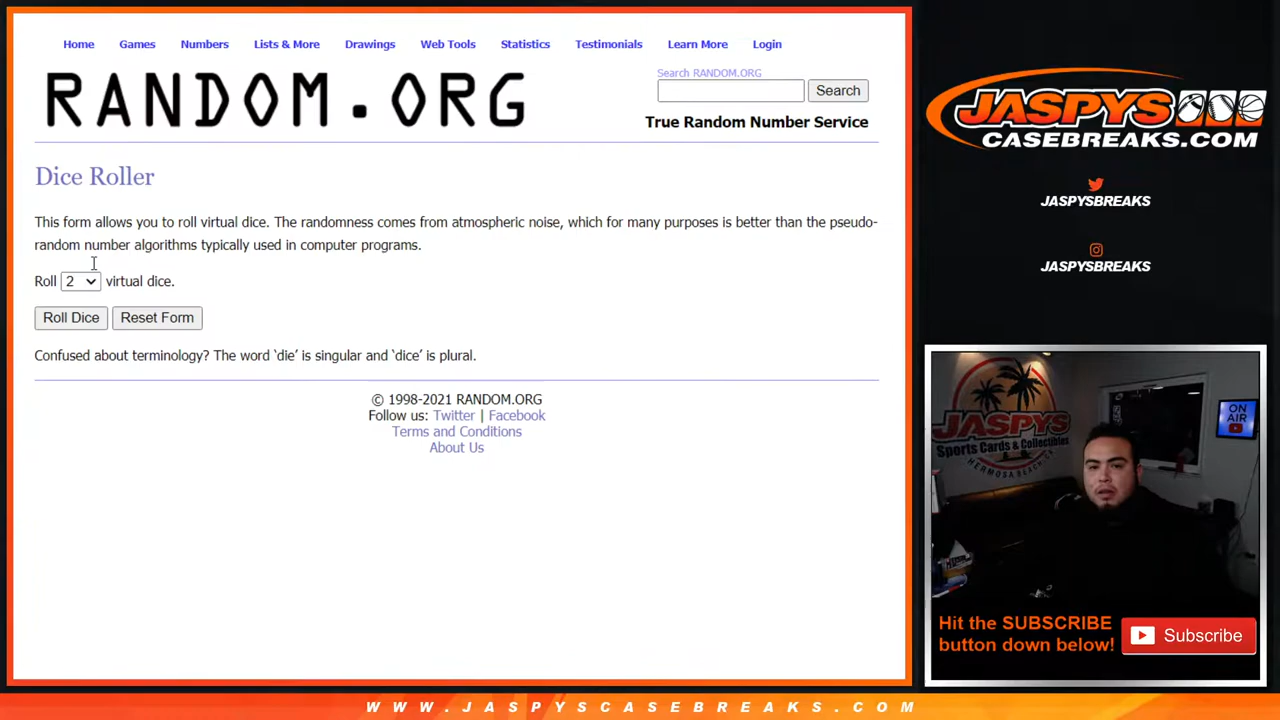 Home Games Numbers Lists & More Drawings Web Tools Statistics Testimonials Learn More Login
RANDOM.ORG
Search RANDOM.ORG
Search
True Random Number Service
Dice Roller
This form allows you to roll virtual dice. The randomness comes from atmospheric noise, which for many purposes is better than the pseudo-
random number algorithms typically used in computer programs.
Roll 2 virtual dice.
Roll Dice Reset Form
Confused about terminology? The word ‘die’ is singular and ‘dice’ is plural.
© 1998-2021 RANDOM.ORG
Follow us: Twitter | Facebook
Terms and Conditions
About Us
JASPYS
CASEBREAKS.COM
JASPYSBREAKS
JASPYSBREAKS
JASPYS
Sports Cards & Collectibles
HERMOSA BEACH, CA
ON
AIR
Hit the SUBSCRIBE
button down below!
Subscribe
WWW.JASPYSCASEBREAKS.COM